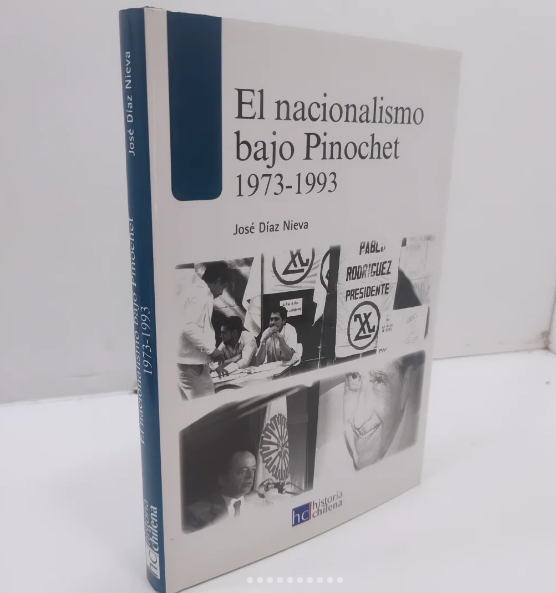 José Díaz Nieva
El nacionalismo bajo Pinochet
1973-1993
hc historia
chilena
El nacionalismo
bajo Pinochet
1973-1993
José Díaz Nieva
PABLO
RODRIGUEZ
PRESIDENTE
hc historia
chilena